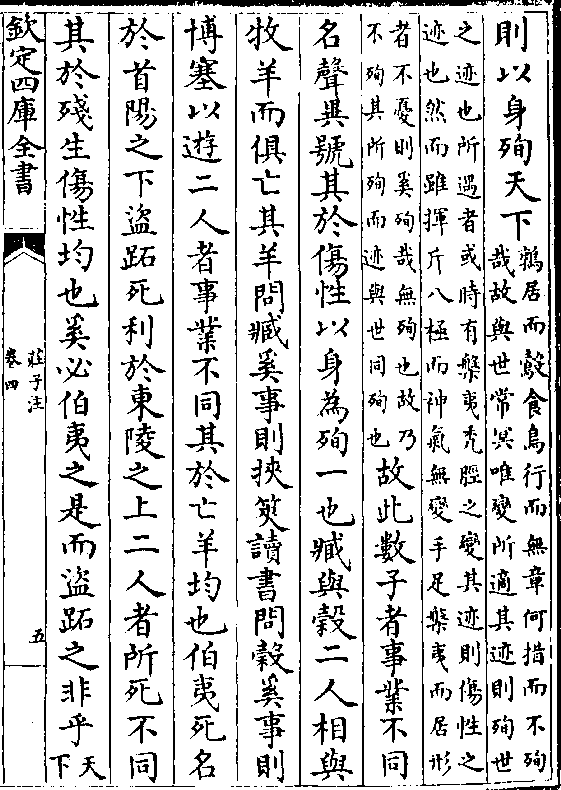 則以身殉天下
鶉居而鷇食鳥行而無章何措而不殉
哉故與世常冥唯變所適其迹則殉世
之迹也所遇者或時有槃夷禿脛之變其迹則傷性之
迹也然而雖揮斥八極而神氣無變手足槃夷而居形
者不憂則奚殉哉無殉也故乃
不殉其所殉而迹與世同殉也
故此數子者事業不同
名聲異號其於傷性以身為殉一也臧與穀二人相與
牧羊而俱亡其羊問臧奚事則挾筴讀書問穀奚事則
博塞以遊二人者事業不同其於亡羊均也伯夷死名
於首陽之下盜跖死利於東陵之上二人者所死不同
其於殘生傷性均也奚必伯夷之是而盜跖之非乎
天
下
欽定四庫全書
莊子注
卷四
五